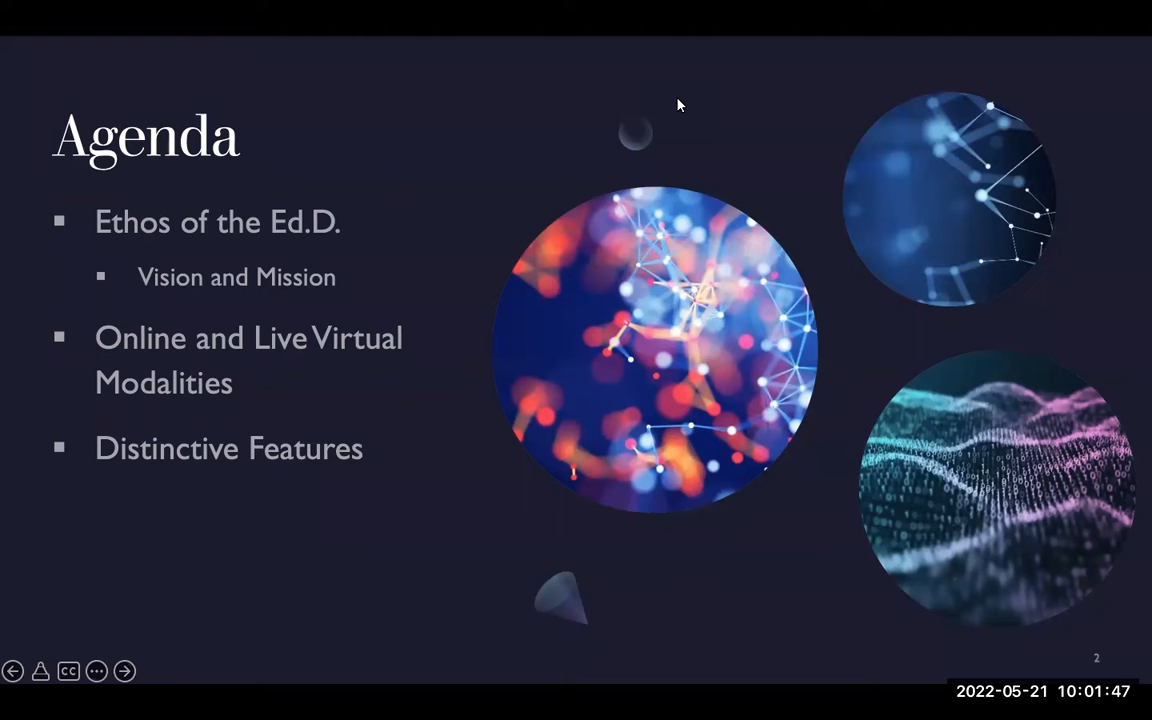 Agenda
▪ Ethos of the Ed.D.
▪ Vision and Mission
▪ Online and Live Virtual
Modalities
▪ Distinctive Features
2
CC
2022-05-21 10:01:47